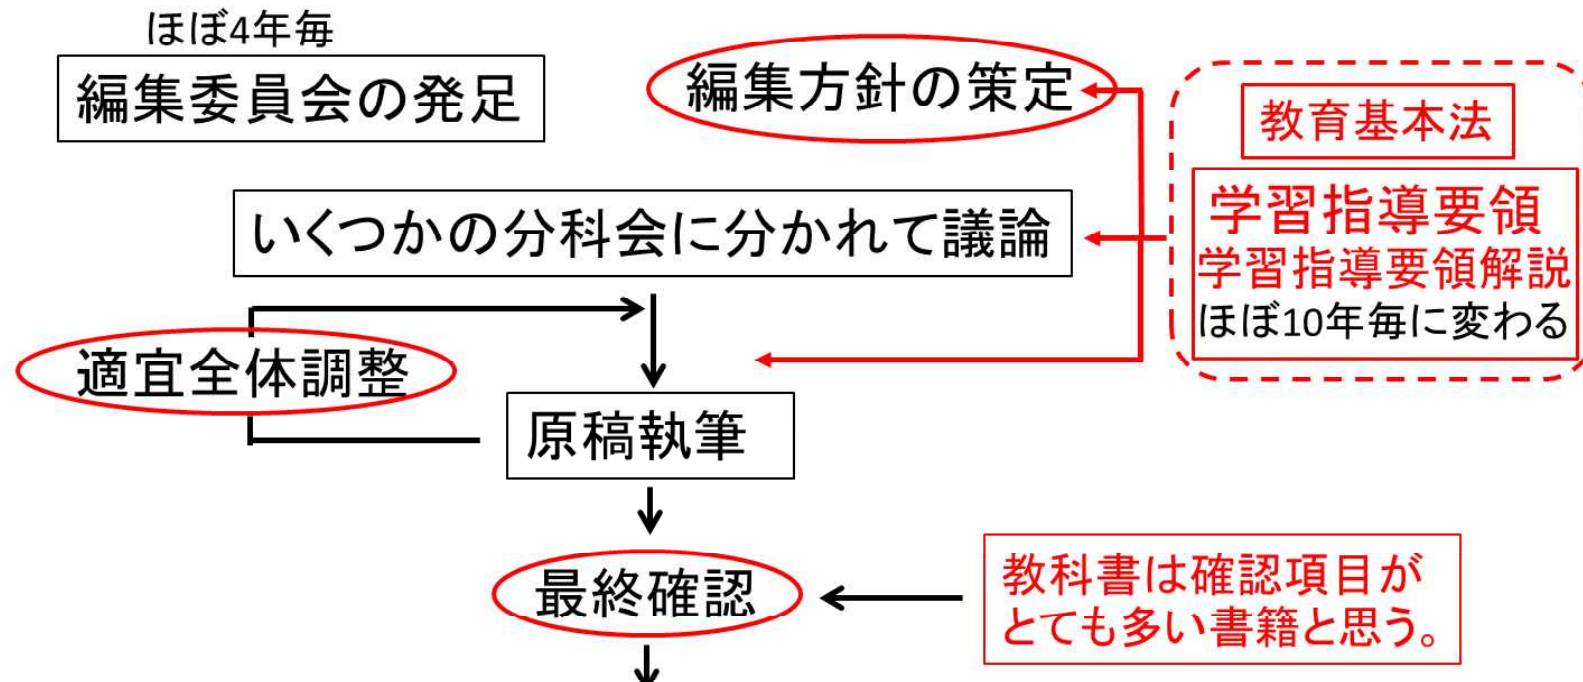 ほぼ4年毎
編集委員会の発足
編集方針の策定
教育基本法
いくつかの分科会に分かれて議論
学習指導要領
学習指導要領解説
ほぼ10年毎に変わる
適宜全体調整
原稿執筆
最終確認
教科書は確認項目が
とても多い書籍と思う。